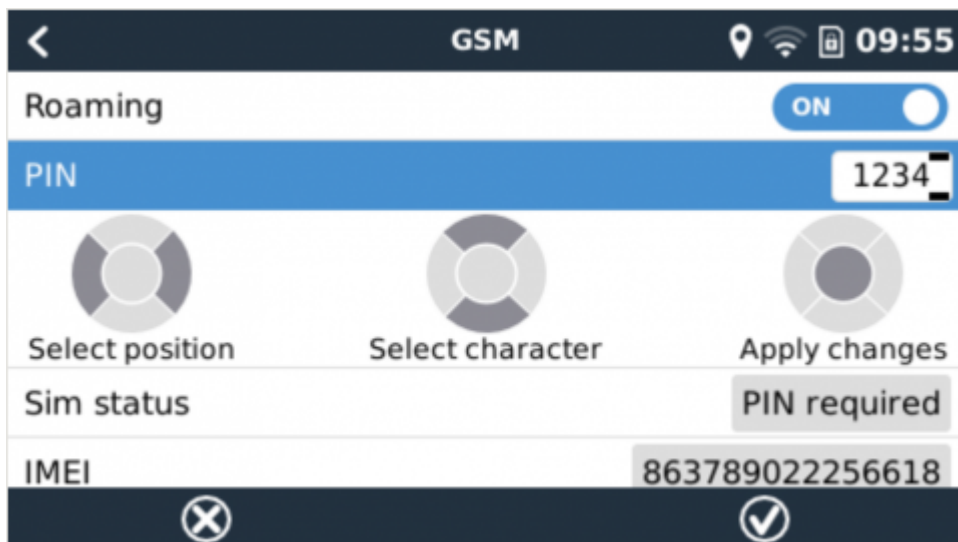 GSM 09:55
Roaming ON
PIN 1234
Select position Select character Apply changes
Sim status PIN required
IMEI 863789022256618